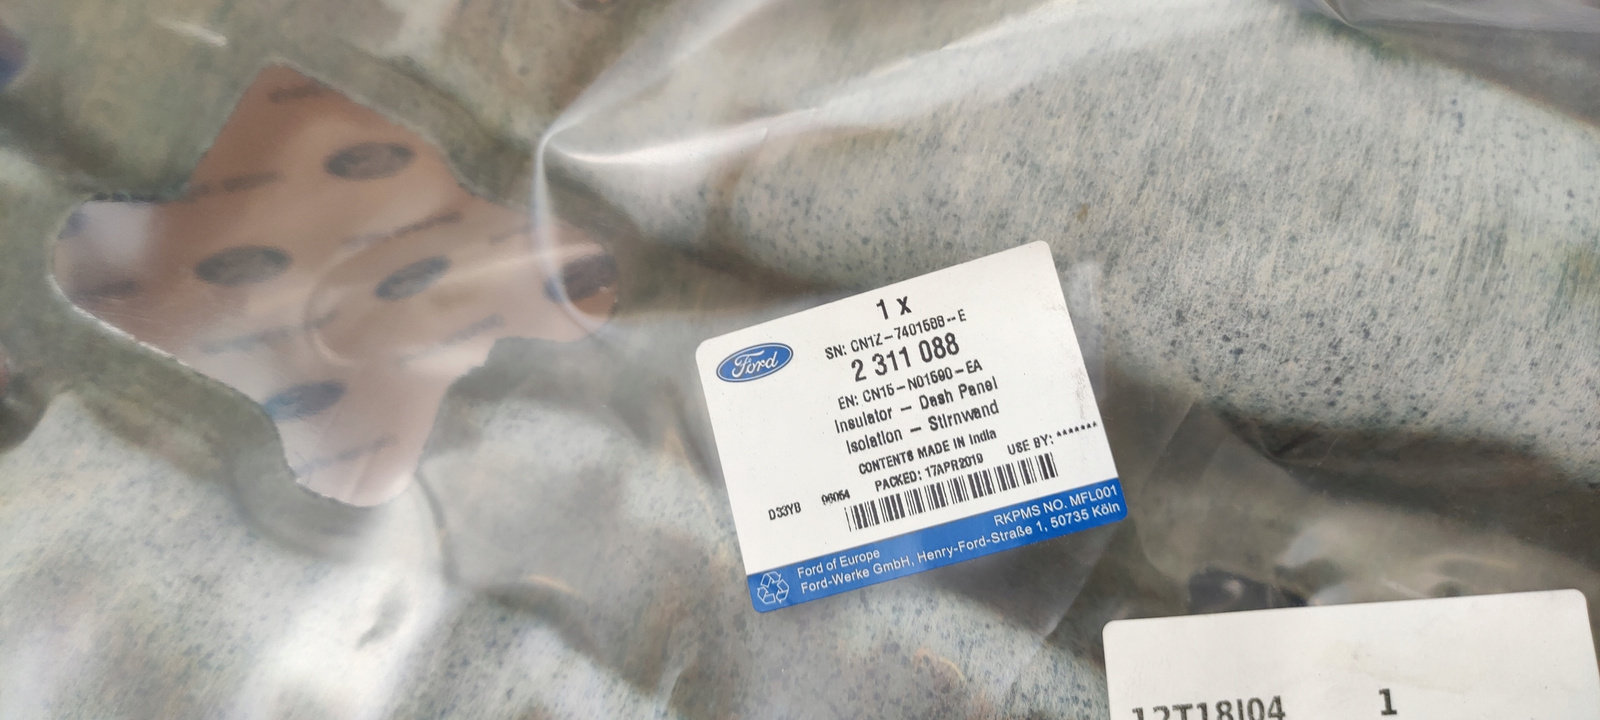 1 x
SN: CN1Z-7401588--E
Ford
2 311 088
EN: CN15-N01590-EA
Insulator - Dash Panel
Isolation - Stirnwand
CONTENTS MADE IN India
PACKED: 17APR2019 USE BY: *******
D33YB 96064
RKPMS NO. MFL001
Ford of Europe
Ford-Werke GmbH, Henry-Ford-Straße 1, 50735 Köln
12T18J04 1